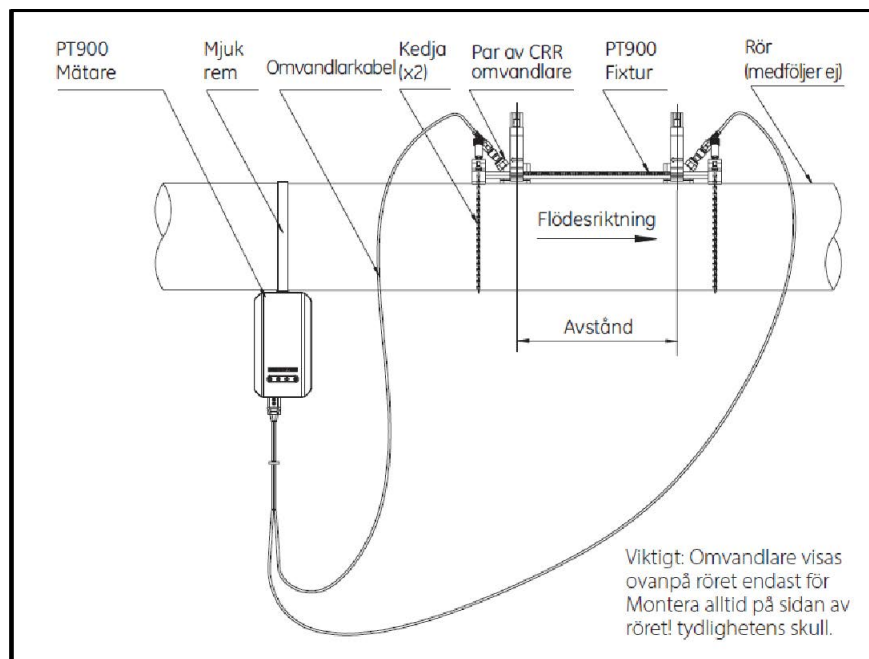 PT900
Mätare
Mjuk
rem
Omvandlarkabel
Kedja
(x2)
Par av CRR
omvandlare
PT900
Fixtur
Rör
(medföljer ej)
Flödesriktning
Avstånd
Viktigt: Omvandlare visas
ovanpå röret endast för
Montera alltid på sidan av
röret! tydlighetens skull.